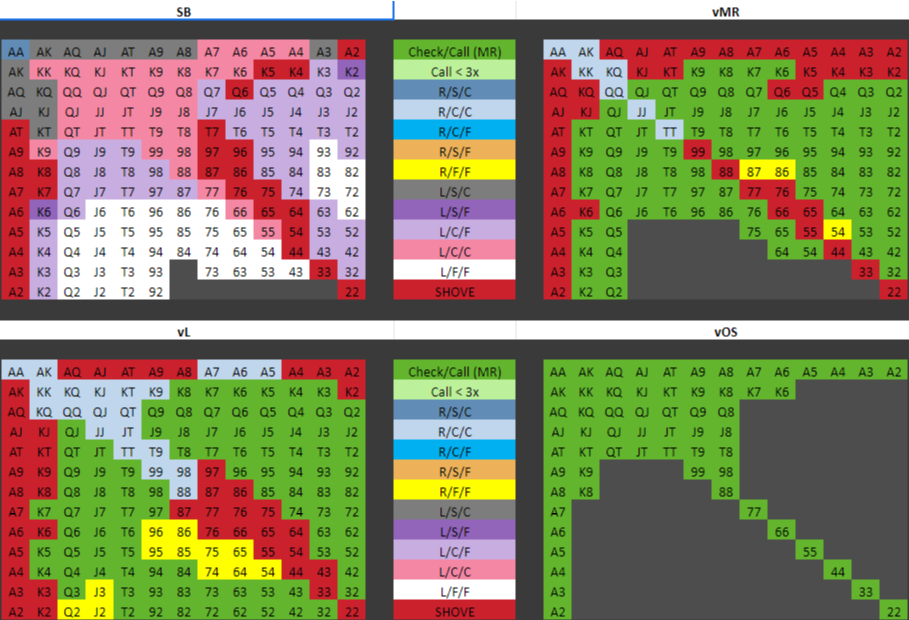 SB vMR
AA AK AQ AJ AT A9 A8 A7 A6 A5 A4 A3 A2 Check/Call (MR) AA AK AQ AJ AT A9 A8 A7 A6 A5 A4 A3 A2
AK KK KQ KJ KT K9 K8 K7 K6 K5 K4 K3 K2 Call < 3x AK KK KQ KJ KT K9 K8 K7 K6 K5 K4 K3 K2
AQ KQ QQ QJ QT Q9 Q8 Q7 Q6 Q5 Q4 Q3 Q2 R/S/C AQ KQ QQ QJ QT Q9 Q8 Q7 Q6 Q5 Q4 Q3 Q2
AJ KJ QJ JJ JT J9 J8 J7 J6 J5 J4 J3 J2 R/C/C AJ KJ QJ JJ JT J9 J8 J7 J6 J5 J4 J3 J2
AT KT QT JT TT T9 T8 T7 T6 T5 T4 T3 T2 R/C/F AT KT QT JT TT T9 T8 T7 T6 T5 T4 T3 T2
A9 K9 Q9 J9 T9 99 98 97 96 95 94 93 92 R/S/F A9 K9 Q9 J9 T9 99 98 97 96 95 94 93 92
A8 K8 Q8 J8 T8 98 88 87 86 85 84 83 82 R/F/F A8 K8 Q8 J8 T8 98 88 87 86 85 84 83 82
A7 K7 Q7 J7 T7 97 87 77 76 75 74 73 72 L/S/C A7 K7 Q7 J7 T7 97 87 77 76 75 74 73 72
A6 K6 Q6 J6 T6 96 86 76 66 65 64 63 62 L/S/F A6 K6 Q6 J6 T6 96 86 76 66 65 64 63 62
A5 K5 Q5 J5 T5 95 85 75 65 55 54 53 52 L/C/F A5 K5 Q5 75 65 55 54 53 52
A4 K4 Q4 J4 T4 94 84 74 64 54 44 43 42 L/C/C A4 K4 Q4 64 54 44 43 42
A3 K3 Q3 J3 T3 93 73 63 53 43 33 32 L/F/F A3 K3 Q3 33 32
A2 K2 Q2 J2 T2 92 22 SHOVE A2 K2 Q2 22
vL vOS
AA AK AQ AJ AT A9 A8 A7 A6 A5 A4 A3 A2 Check/Call (MR) AA AK AQ AJ AT A9 A8 A7 A6 A5 A4 A3 A2
AK KK KQ KJ KT K9 K8 K7 K6 K5 K4 K3 K2 Call < 3x AK KK KQ KJ KT K9 K8 K7 K6
AQ KQ QQ QJ QT Q9 Q8 Q7 Q6 Q5 Q4 Q3 Q2 R/S/C AQ KQ QQ QJ QT Q9 Q8
AJ KJ QJ JJ JT J9 J8 J7 J6 J5 J4 J3 J2 R/C/C AJ KJ QJ JJ JT J9 J8
AT KT QT JT TT T9 T8 T7 T6 T5 T4 T3 T2 R/C/F AT KT QT JT TT T9 T8
A9 K9 Q9 J9 T9 99 98 97 96 95 94 93 92 R/S/F A9 K9 99 98
A8 K8 Q8 J8 T8 98 88 87 86 85 84 83 82 R/F/F A8 K8 88
A7 K7 Q7 J7 T7 97 87 77 76 75 74 73 72 L/S/C A7 77
A6 K6 Q6 J6 T6 96 86 76 66 65 64 63 62 L/S/F A6 66
A5 K5 Q5 J5 T5 95 85 75 65 55 54 53 52 L/C/F A5 55
A4 K4 Q4 J4 T4 94 84 74 64 54 44 43 42 L/C/C A4 44
A3 K3 Q3 J3 T3 93 83 73 63 53 43 33 32 L/F/F A3 33
A2 K2 Q2 J2 T2 92 82 72 62 52 42 32 22 SHOVE A2 22